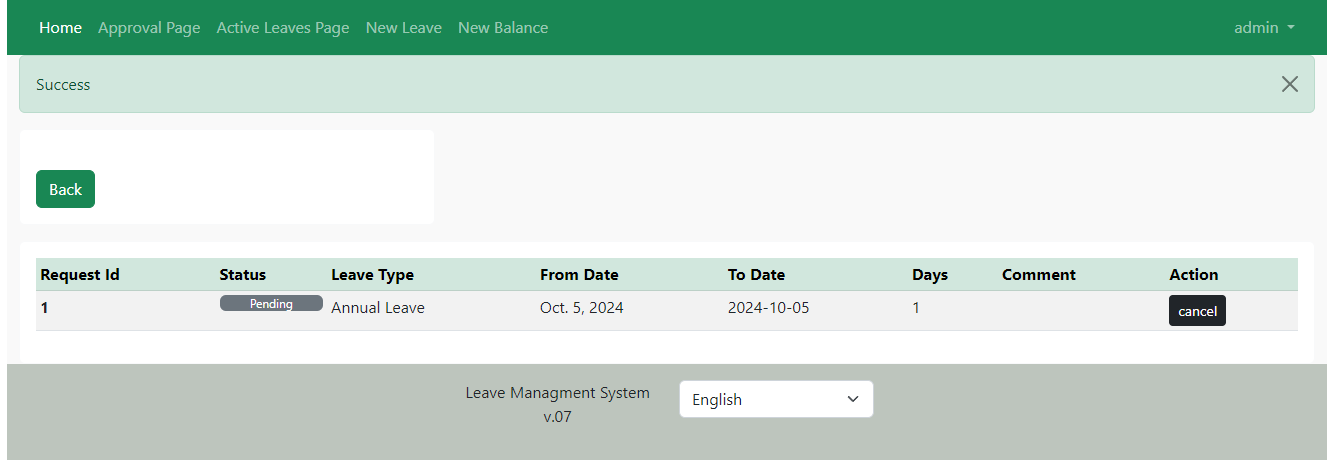 Home Approval Page Active Leaves Page New Leave New Balance admin
Success
Back
Request Id Status Leave Type From Date To Date Days Comment Action
1 Pending Annual Leave Oct. 5, 2024 2024-10-05 1 cancel
Leave Managment System English
v.07